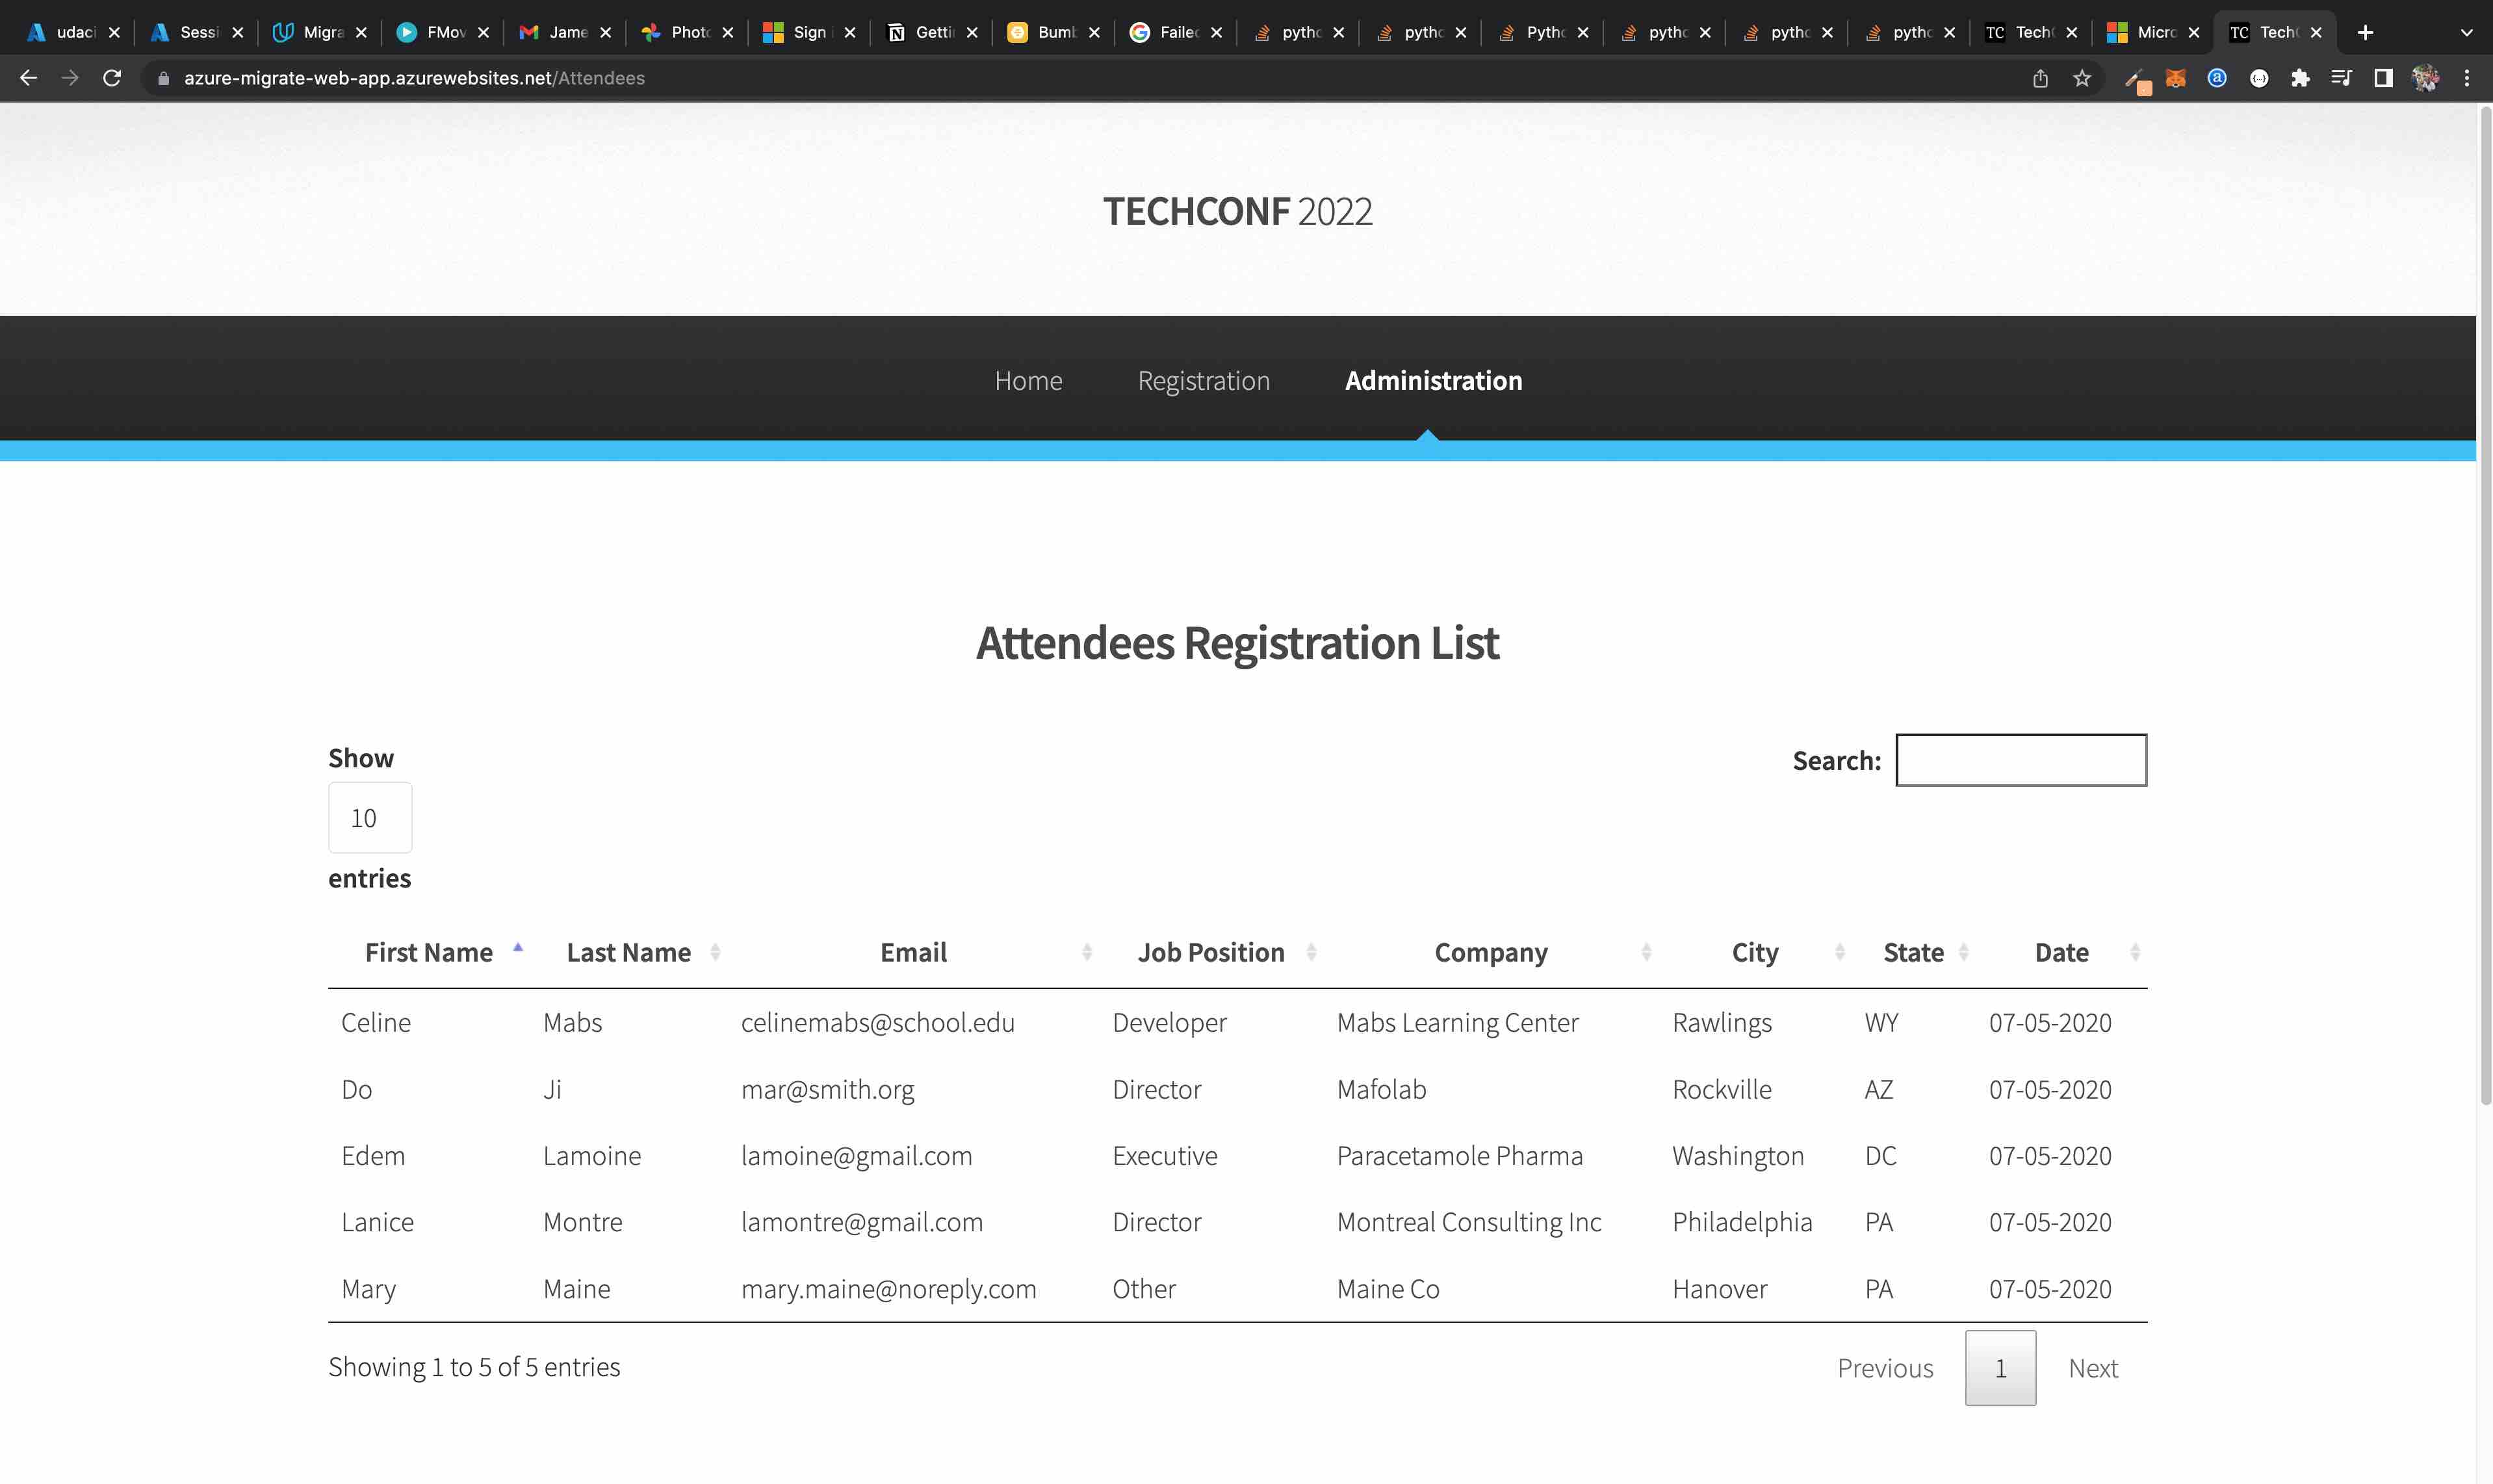 udaci Sessi Migra FMov Jame Photo Sign i Gettin Bumb Failed pytho pytho Pytho pytho pytho pytho TC Tech Micro TC Tech
azure-migrate-web-app.azurewebsites.net/Attendees
TECHCONF 2022
Home Registration Administration
Attendees Registration List
Show
Search:
10
entries
First Name Last Name Email Job Position Company City State Date
Celine Mabs celinemabs@school.edu Developer Mabs Learning Center Rawlings WY 07-05-2020
Do Ji mar@smith.org Director Mafolab Rockville AZ 07-05-2020
Edem Lamoine lamoine@gmail.com Executive Paracetamole Pharma Washington DC 07-05-2020
Lanice Montre lamontre@gmail.com Director Montreal Consulting Inc Philadelphia PA 07-05-2020
Mary Maine mary.maine@noreply.com Other Maine Co Hanover PA 07-05-2020
Showing 1 to 5 of 5 entries Previous 1 Next